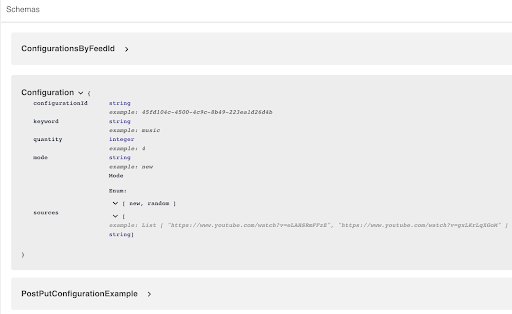 Schemas
ConfigurationsByFeedId >
Configuration {
configurationId string
example: 45fd104c-4500-4c9c-8b49-221ea1d26d4b
keyword string
example: music
quantity integer
example: 4
mode string
example: new
Mode
Enum:
[ new, random ]
sources [
example: List [ "https://www.youtube.com/watch?v=eLAN6RmFFzE", "https://www.youtube.com/watch?v=gxLKrLqXGoM" ]
string]
}
PostPutConfigurationExample >